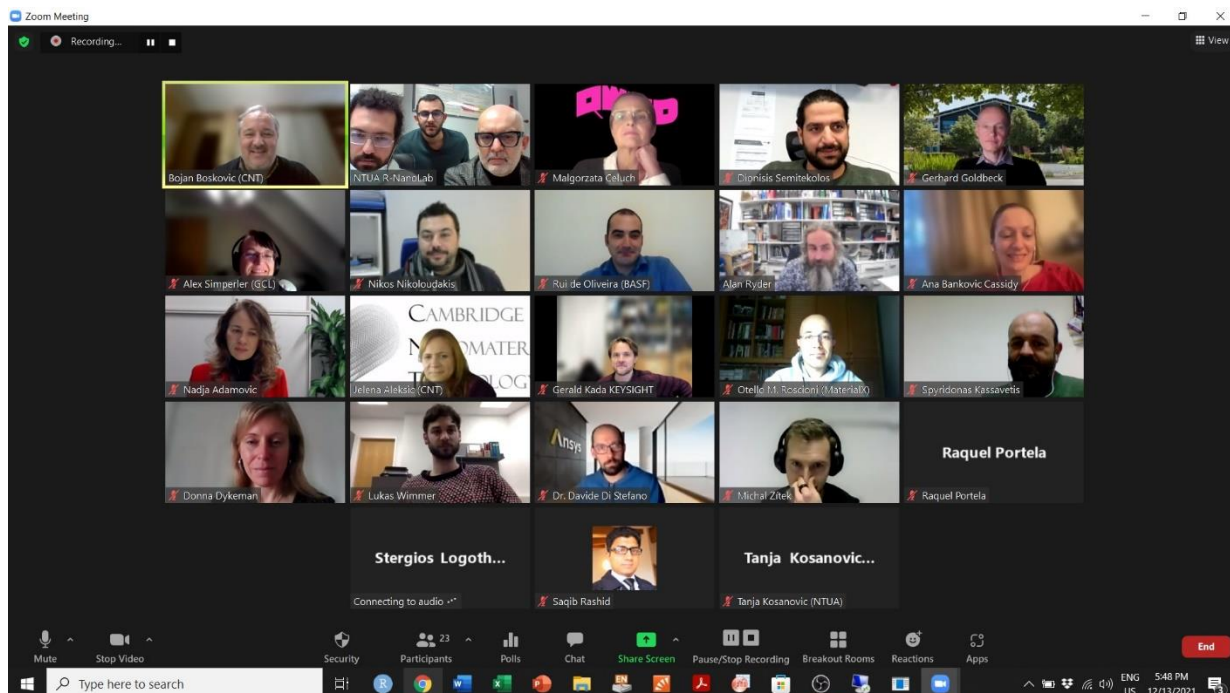 Zoom Meeting
Recording...
View
Bojan Boskovic (CNT)
NTUA R-NanoLab
Malgorzata Celuch
Dionisis Semitekolos
Gerhard Goldbeck
Alex Simperler (GCL)
Nikos Nikoloudakis
Rui de Oliveira (BASF)
Alan Ryder
Ana Bankovic Cassidy
CAMBRIDGE
Nadja Adamovic
Jelena Aleksic (CNT)
Gerald Kada KEYSIGHT
Otello M. Roscioni (MaterialX)
Spyridonas Kassavetis
Ansys
Donna Dykeman
Lukas Wimmer
Dr. Davide Di Stefano
Michal Zítek
Raquel Portela
Raquel Portela
Stergios Logoth...
Tanja Kosanovic...
Connecting to audio
Saqib Rashid
Tanja Kosanovic (NTUA)
Mute
Stop Video
Security
Participants
23
Polls
Chat
Share Screen
Pause/Stop Recording
Breakout Rooms
Reactions
Apps
End
Type here to search
ENG
US
5:48 PM
12/13/2021